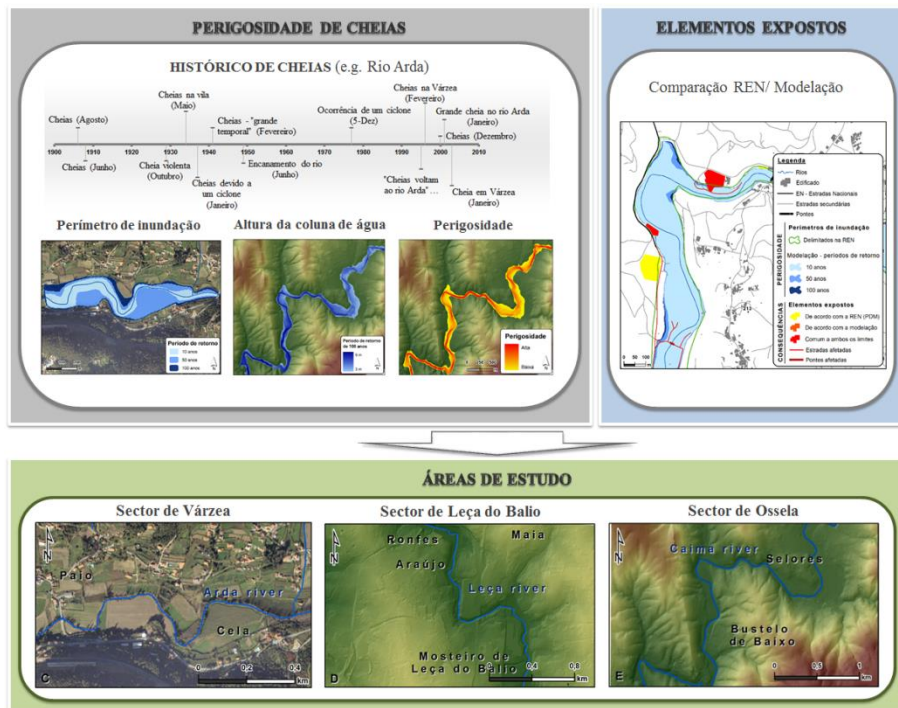 PERIGOSIDADE DE CHEIAS
HISTÓRICO DE CHEIAS (e.g. Rio Arda)
Cheias (Agosto)
Cheias na vila
(Maio)
Cheias - "grande
temporal" (Fevereiro)
Ocorrência de um ciclone
(5-Dez)
Cheias na Várzea
(Fevereiro)
Grande cheia no rio Arda
(Janeiro)
Cheias (Dezembro)
1900 1910 1920 1930 1940 1950 1960 1970 1980 1990 2000 2010
Cheias (Junho)
Cheia violenta
(Outubro)
Cheias devido a
um ciclone
(Janeiro)
Encanamento do rio
(Junho)
"Cheias voltam
ao rio Arda"...
Cheia em Várzea
(Janeiro)
Perímetro de inundação
Período de retorno
10 anos
50 anos
100 anos
Altura da coluna de água
Período de retorno
de 100 anos
Perigosidade
Perigosidade
Alta
Baixa
ELEMENTOS EXPOSTOS
Comparação REN/ Modelação
Legenda
Rios
Edificado
EN - Estradas Nacionais
Estradas secundárias
Pontes
PERIGOSIDADE
Perímetros de inundação
Delimitados na REN
Modelação - períodos de retorno
10 anos
50 anos
100 anos
CONSEQUÊNCIAS
Elementos expostos
De acordo com a REN (PDM)
De acordo com a modelação
Comum a ambos os limites
Estradas afetadas
Pontes afetadas
0 50 100
m
ÁREAS DE ESTUDO
Sector de Várzea
N
Paio
Arda river
Cela
0 0,2 0,4
km
C
Sector de Leça do Balio
N
Ronfes
Maia
Araújo
Leça river
Mosteiro de
Leça do Balio
0 0,4 0,8
km
D
Sector de Ossela
N
Caima river
Selores
Bustelo
de Baixo
0 0,5 1
km
E